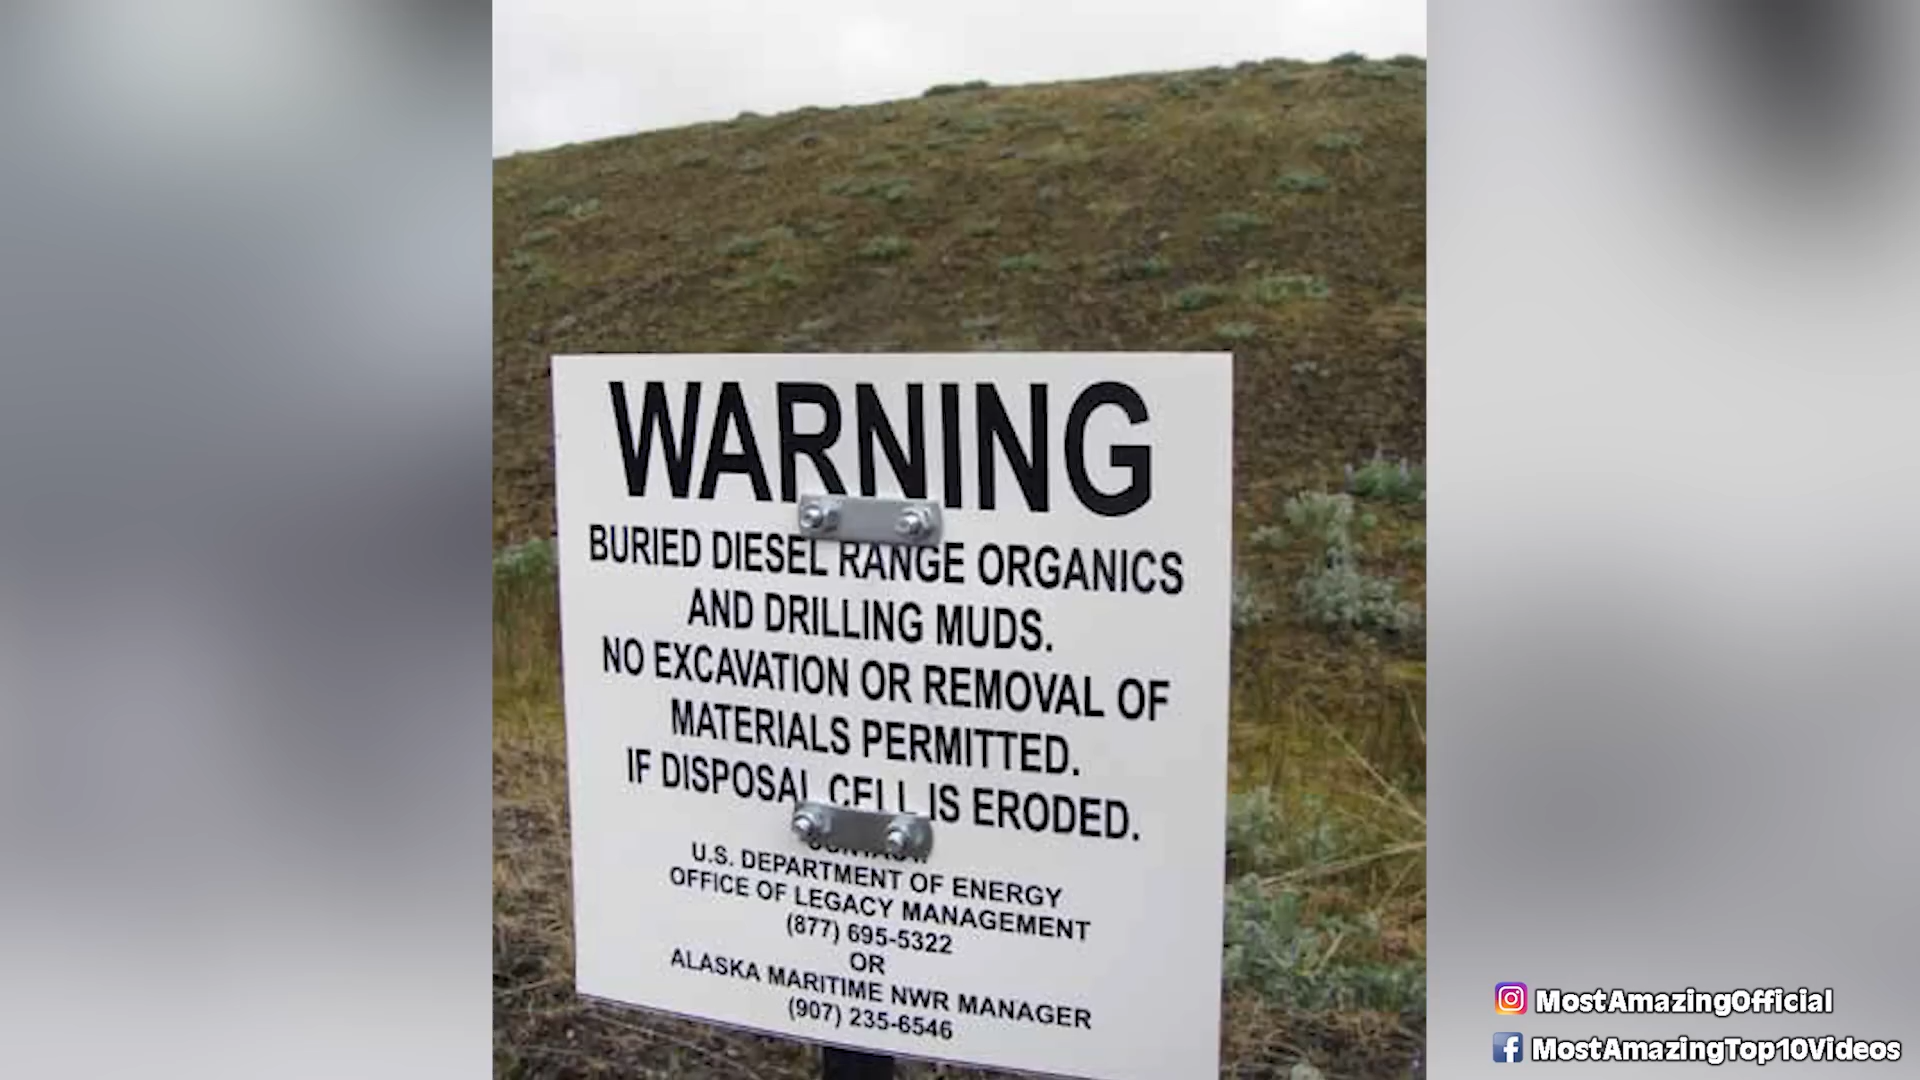 WARNING
BURIED DIESEL RANGE ORGANICS
AND DRILLING MUDS.
NO EXCAVATION OR REMOVAL OF
MATERIALS PERMITTED.
IF DISPOSAL CELL IS ERODED.
U.S. DEPARTMENT OF ENERGY
OFFICE OF LEGACY MANAGEMENT
(877) 695-5322
OR
ALASKA MARITIME NWR MANAGER
(907) 235-6546
MostAmazingOfficial
MostAmazingTop10Videos